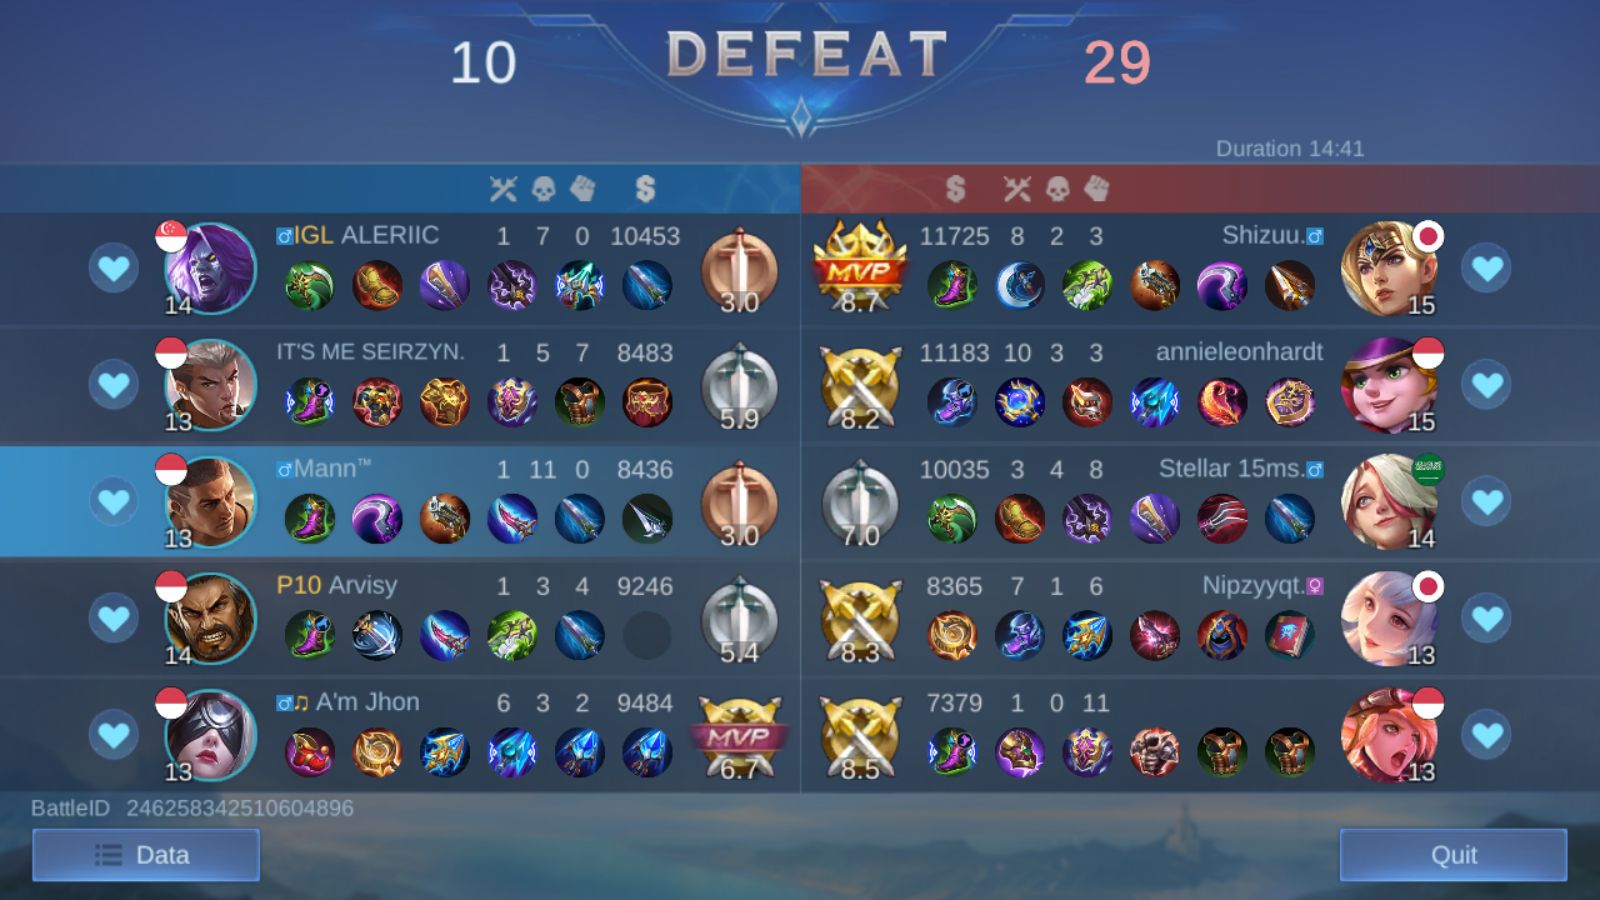 10 DEFEAT 29
Duration 14:41
IGL ALERIIC 1 7 0 10453
14 3.0
MVP 8.7 11725 8 2 3 Shizuu.
15
IT'S ME SEIRZYN. 1 5 7 8483
13 5.9
8.2 11183 10 3 3 annieleonhardt
15
Mann™ 1 11 0 8436
13 3.0
7.0 10035 3 4 8 Stellar 15ms.
14
P10 Arvisy 1 3 4 9246
14 5.4
8.3 8365 7 1 6 Nipzyyqt.
13
A'm Jhon 6 3 2 9484
13 MVP 6.7
8.5 7379 1 0 11
13
BattleID 246258342510604896
Data
Quit